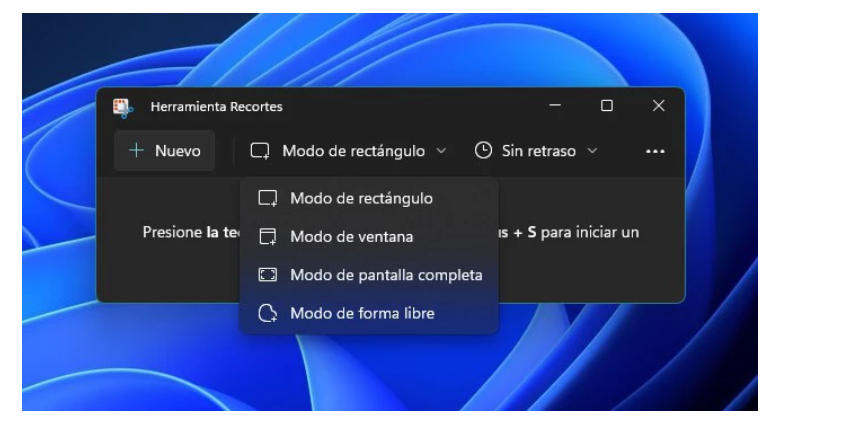 Herramienta Recortes
Nuevo Modo de rectángulo Sin retraso
Modo de rectángulo
Presione la te s + S para iniciar un
Modo de ventana
Modo de pantalla completa
Modo de forma libre